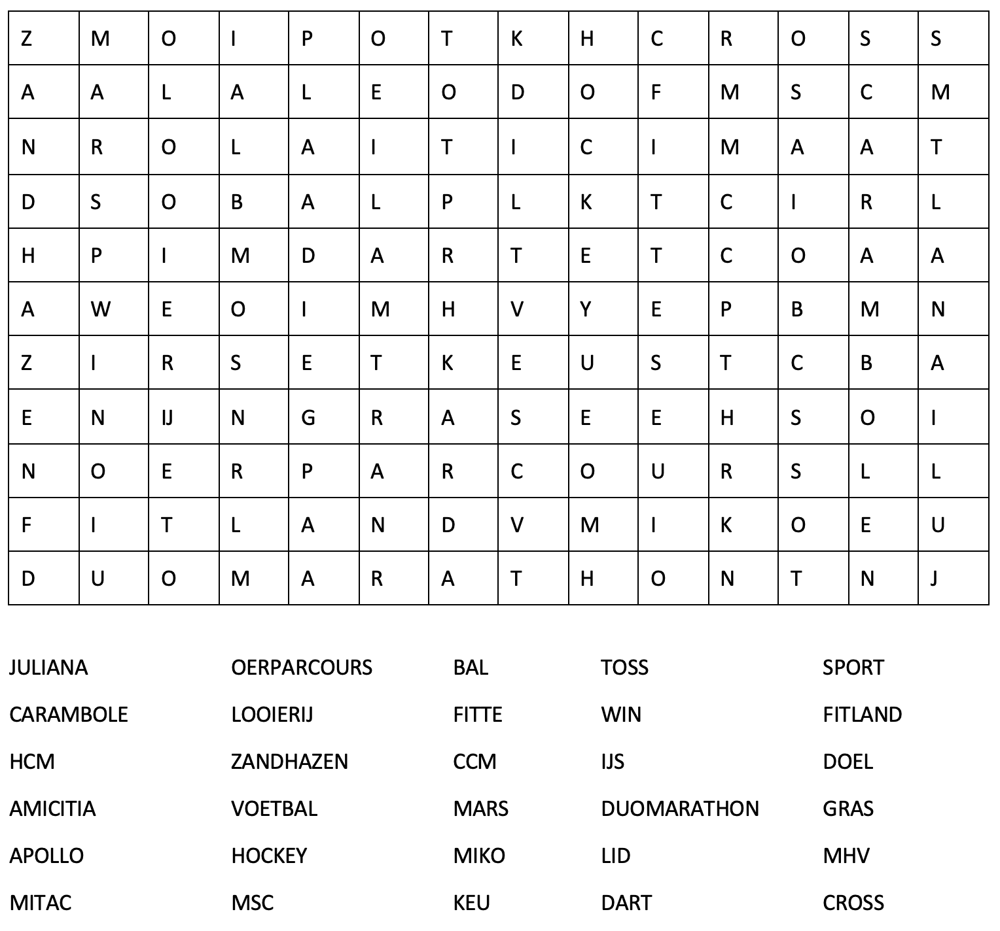 Z M O I P O T K H C R O S S
A A L A L E O D O F M S C M
N R O L A I T I C I M A A T
D S O B A L P L K T C I R L
H P I M D A R T E T C O A A
A W E O I M H V Y E P B M N
Z I R S E T K E U S T C B A
E N IJ N G R A S E E H S O I
N O E R P A R C O U R S L L
F I T L A N D V M I K O E U
D U O M A R A T H O N T N J
JULIANA OERPARCOURS BAL TOSS SPORT
CARAMBOLE LOOIERIJ FITTE WIN FITLAND
HCM ZANDHAZEN CCM IJS DOEL
AMICITIA VOETBAL MARS DUOMARATHON GRAS
APOLLO HOCKEY MIKO LID MHV
MITAC MSC KEU DART CROSS